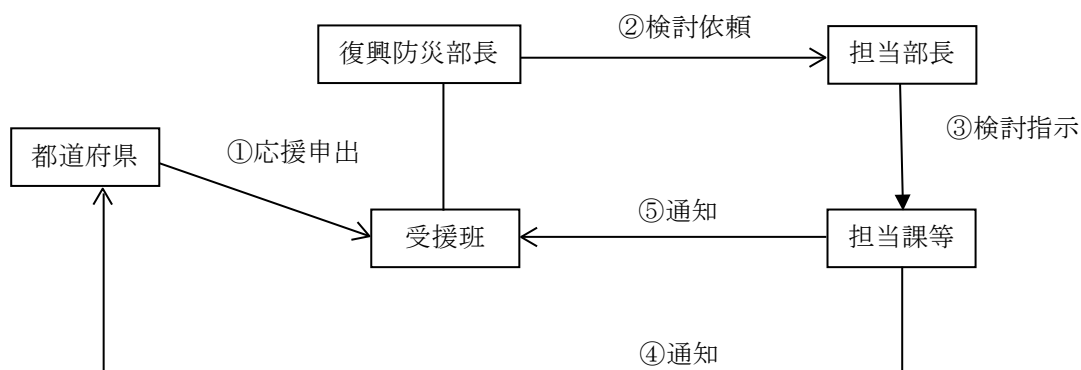 ②検討依頼
復興防災部長
担当部長
③検討指示
都道府県
①応援申出
⑤通知
受援班
担当課等
④通知